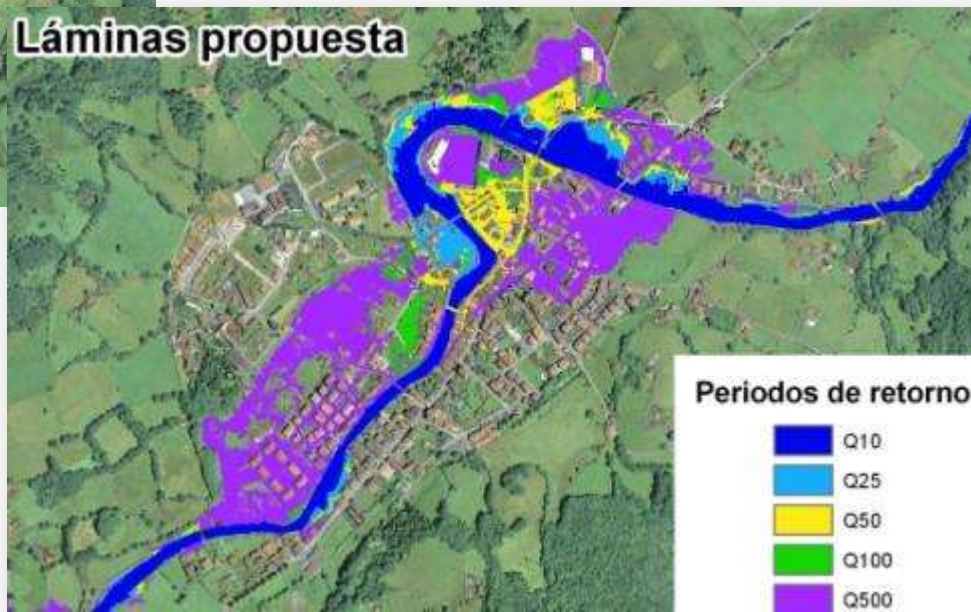 Láminas propuesta
Periodos de retorno
Q10
Q25
Q50
Q100
Q500